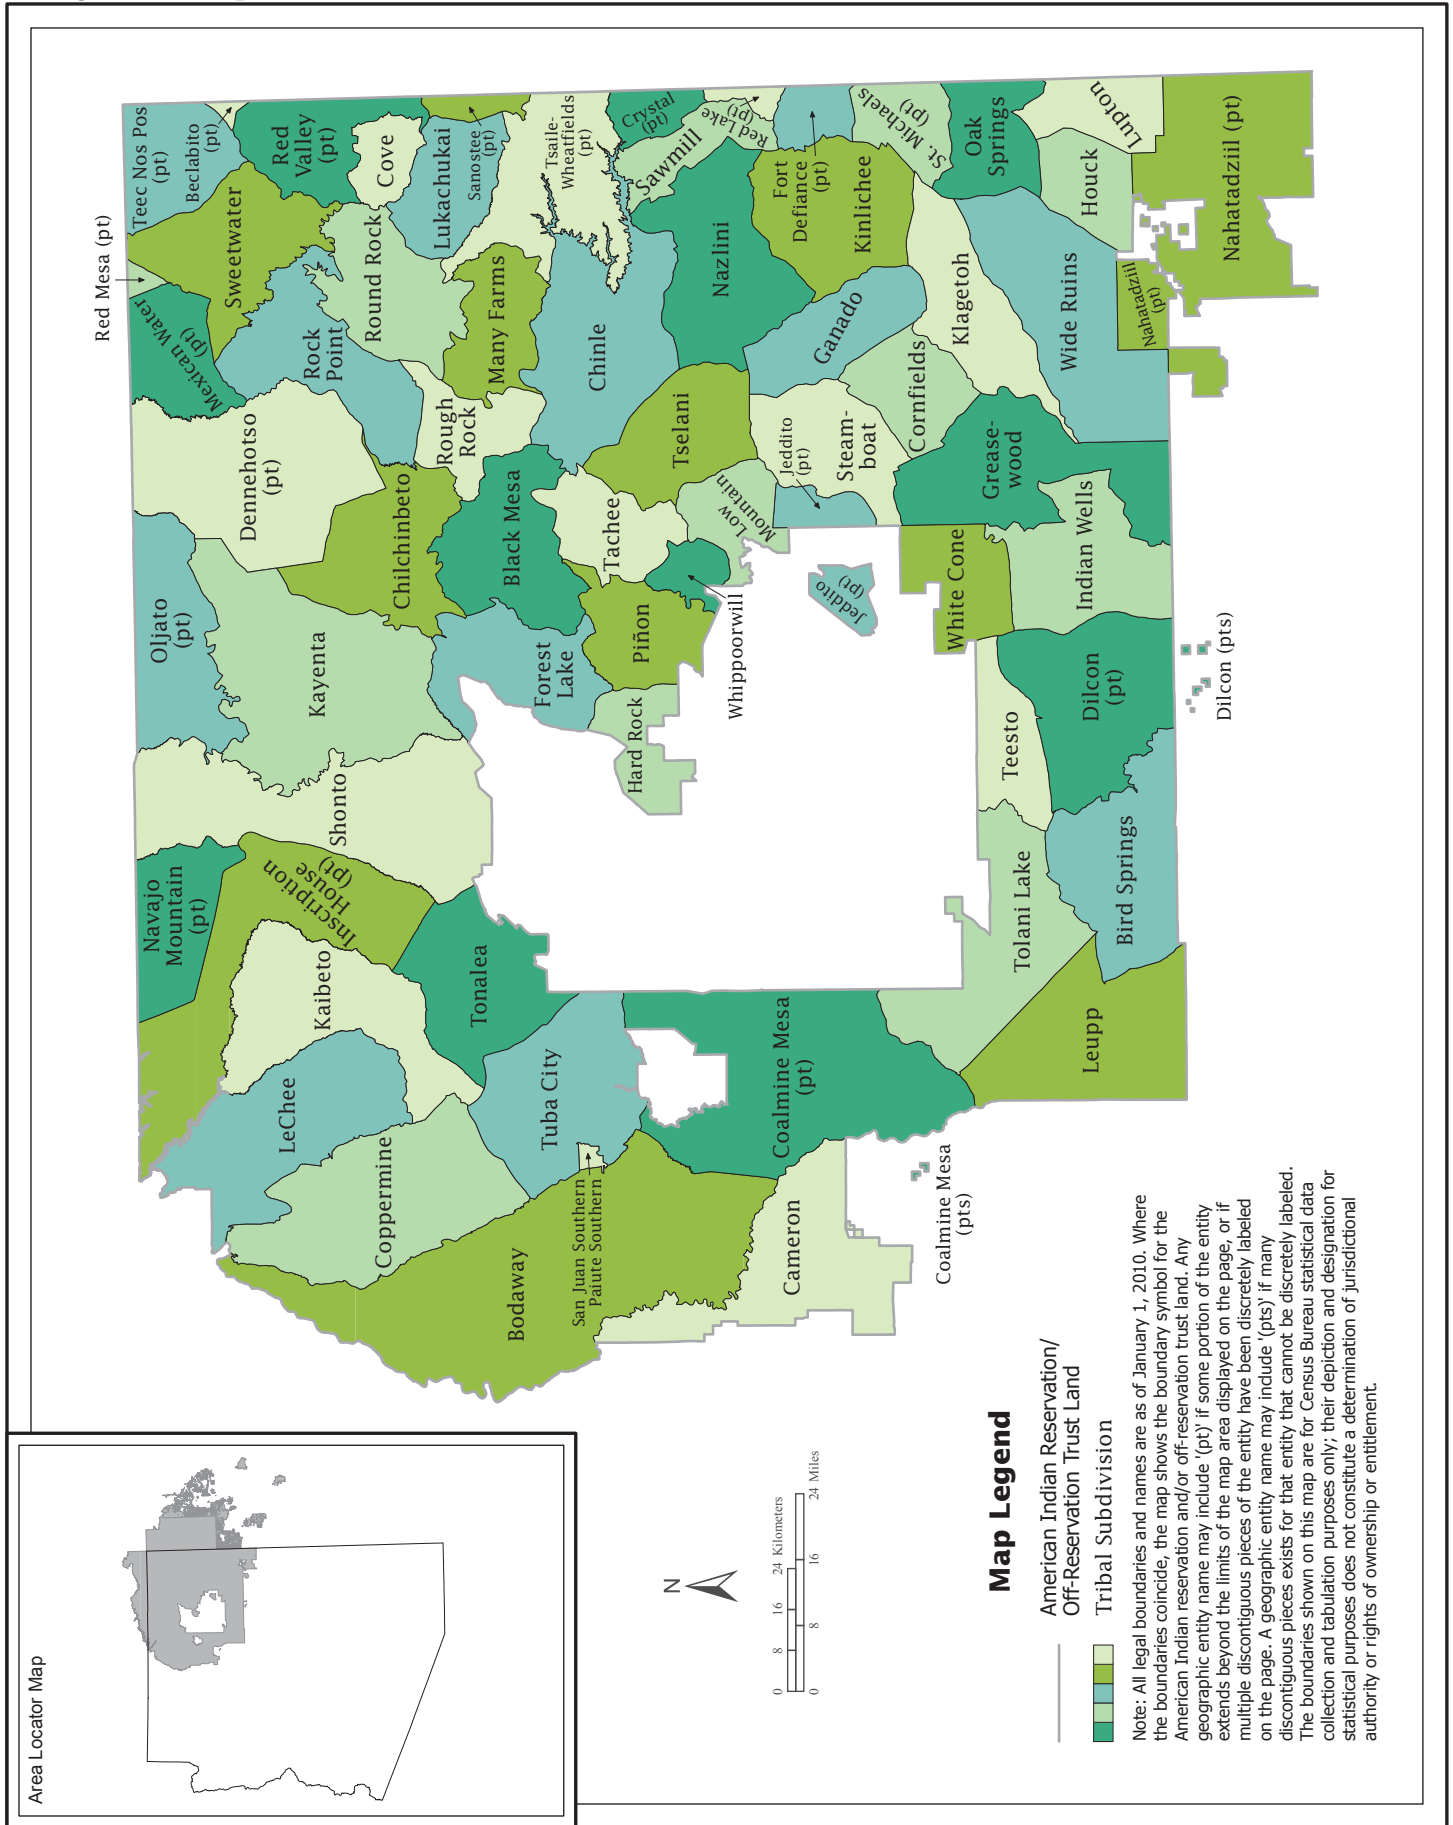 Area Locator Map
Teec Nos Pos
(pt)
Beclabito
(pt)
Red
Valley
(pt)
Cove
Lukachukai
Sanostee
(pt)
Tsaile-
Wheatfields
(pt)
Crystal
(pt)
Sawmill
Red Lake
(pt)
Fort
Defiance
(pt)
St. Michaels
(pt)
Oak
Springs
Lupton
Houck
Nahatadziil (pt)
Nahatadziil
(pt)
Red Mesa (pt)
Mexican Water
(pt)
Sweetwater
Rock
Point
Round Rock
Many Farms
Chinle
Nazlini
Kinlichee
Ganado
Klagetoh
Wide Ruins
Cornfields
Steam-
boat
Jeddito
(pt)
Grease-
wood
Dennehotso
(pt)
Rough
Rock
Chilchinbeto
Black Mesa
Tachee
Tselani
Low
Mountain
Whippoorwill
Jeddito
(pt)
White Cone
Indian Wells
Oljato
(pt)
Kayenta
Forest
Lake
Piñon
Hard Rock
Teesto
Dilcon
(pt)
Dilcon (pts)
Shonto
Navajo
Mountain
(pt)
Inscription
House
(pt)
Kaibeto
Tonalea
Tolani Lake
Bird Springs
Leupp
LeChee
Coppermine
Tuba City
Coalmine Mesa
(pt)
San Juan Southern
Paiute Southern
Bodaway
Cameron
Coalmine Mesa
(pts)
N
0 8 16 24 Kilometers
0 8 16 24 Miles
Map Legend
American Indian Reservation/
Off-Reservation Trust Land
Tribal Subdivision
Note: All legal boundaries and names are as of January 1, 2010. Where
the boundaries coincide, the map shows the boundary symbol for the
American Indian reservation and/or off-reservation trust land. Any
geographic entity name may include '(pt)' if some portion of the entity
extends beyond the limits of the map area displayed on the page, or if
multiple discontiguous pieces of the entity have been discretely labeled
on the page. A geographic entity name may include '(pts)' if many
discontiguous pieces exists for that entity that cannot be discretely labeled.
The boundaries shown on this map are for Census Bureau statistical data
collection and tabulation purposes only; their depiction and designation for
statistical purposes does not constitute a determination of jurisdictional
authority or rights of ownership or entitlement.